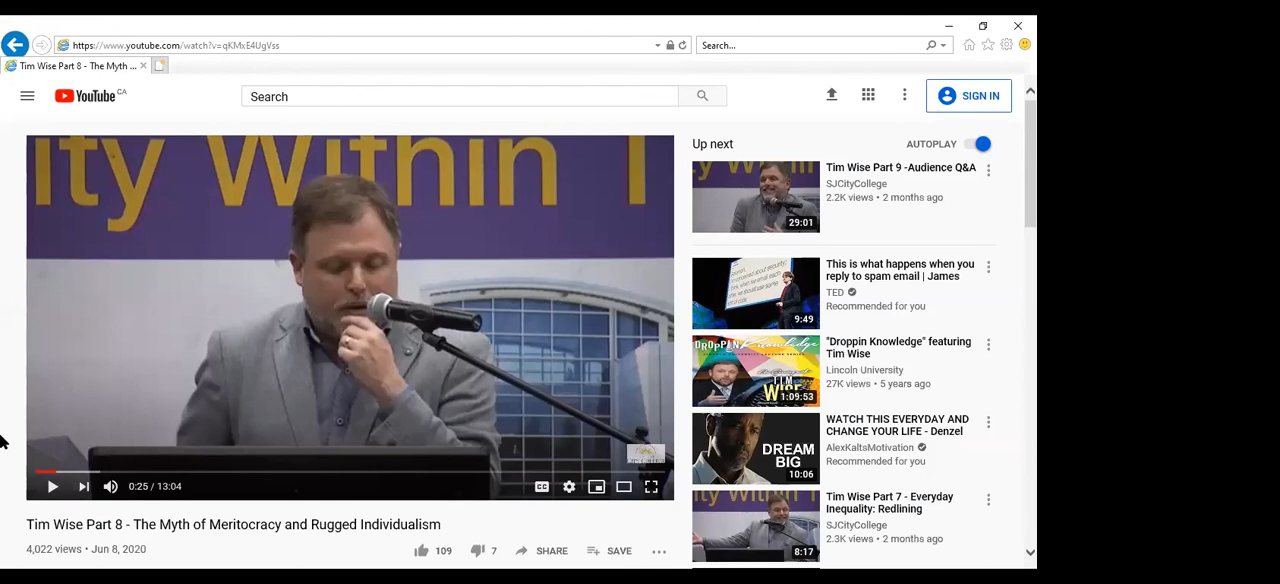 https://www.youtube.com/watch?v=qKMxE4UgVss
Search...
Tim Wise Part 8 - The Myth ...
YouTube CA
Search
SIGN IN
ity Within T
Up next
AUTOPLAY
Tim Wise Part 9 -Audience Q&A
SJCityCollege
2.2K views • 2 months ago
29:01
This is what happens when you
reply to spam email | James
TED
Recommended for you
9:49
DROPPIN Knowledge
TIM
WISE
1:09:53
"Droppin Knowledge" featuring
Tim Wise
Lincoln University
27K views • 5 years ago
DREAM
BIG
10:06
WATCH THIS EVERYDAY AND
CHANGE YOUR LIFE - Denzel
AlexKaltsMotivation
Recommended for you
8:17
Tim Wise Part 7 - Everyday
Inequality: Redlining
SJCityCollege
2.3K views • 2 months ago
0:25 / 13:04
CC
Tim Wise Part 8 - The Myth of Meritocracy and Rugged Individualism
4,022 views • Jun 8, 2020
109
7
SHARE
SAVE